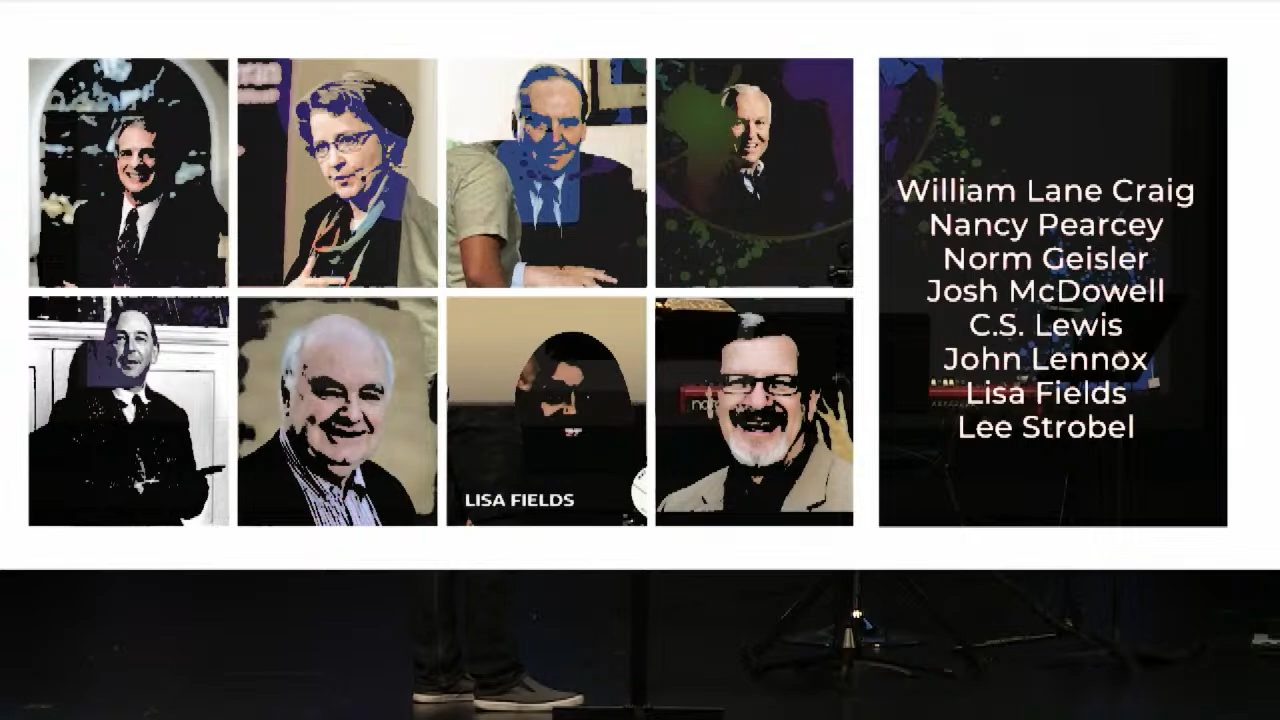 LISA FIELDS
William Lane Craig
Nancy Pearcey
Norm Geisler
Josh McDowell
C.S. Lewis
John Lennox
Lisa Fields
Lee Strobel